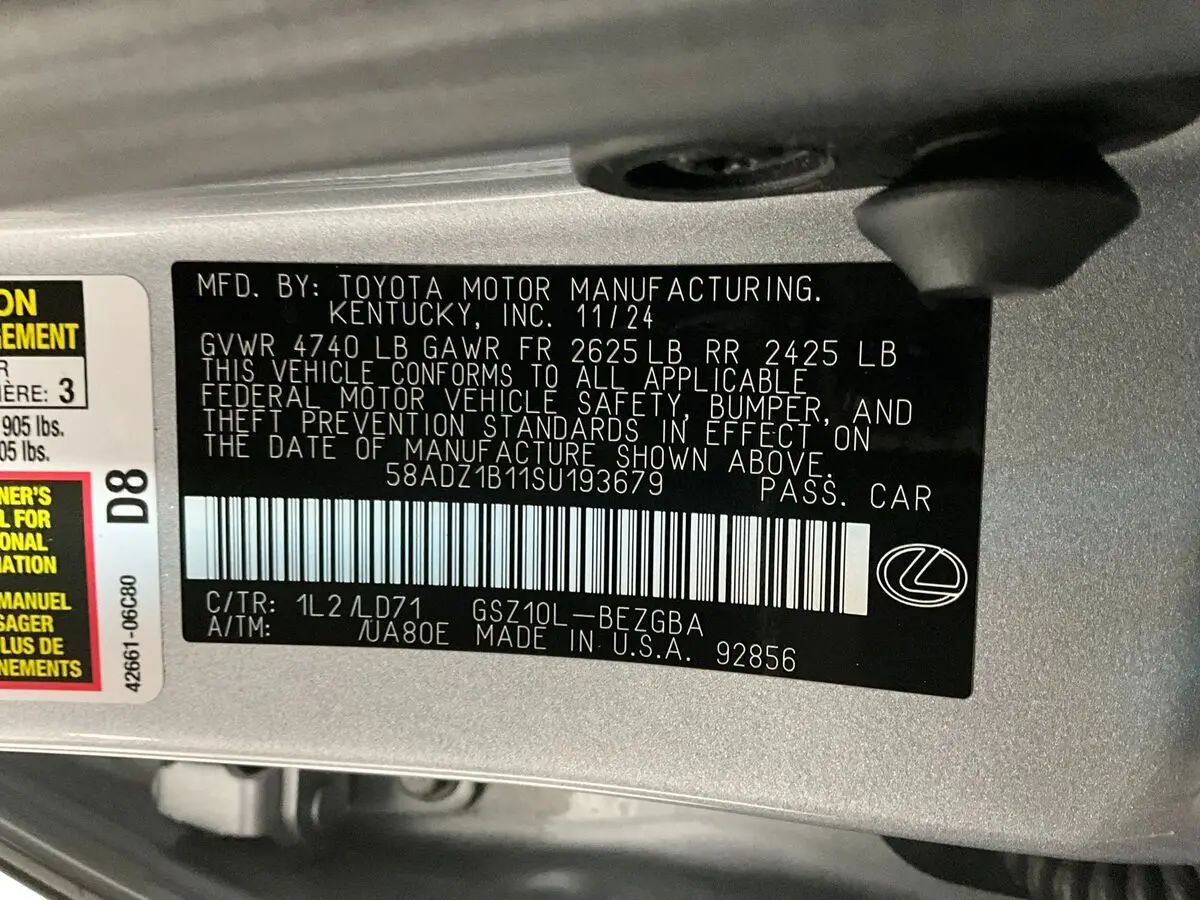 ON
EMENT
R
IÈRE: 3
905 lbs.
05 lbs.
NER'S
L FOR
ONAL
ATION
MANUEL
SAGER
LUS DE
NEMENTS
D8
42661-06C80
MFD. BY: TOYOTA MOTOR MANUFACTURING.
KENTUCKY, INC. 11/24
GVWR 4740 LB GAWR FR 2625 LB RR 2425 LB
THIS VEHICLE CONFORMS TO ALL APPLICABLE
FEDERAL MOTOR VEHICLE SAFETY, BUMPER, AND
THEFT PREVENTION STANDARDS IN EFFECT ON
THE DATE OF MANUFACTURE SHOWN ABOVE.
58ADZ1B11SU193679 PASS. CAR
C/TR: 1L2/LD71 GSZ10L-BEZGBA
A/TM: /UA80E MADE IN U.S.A. 92856